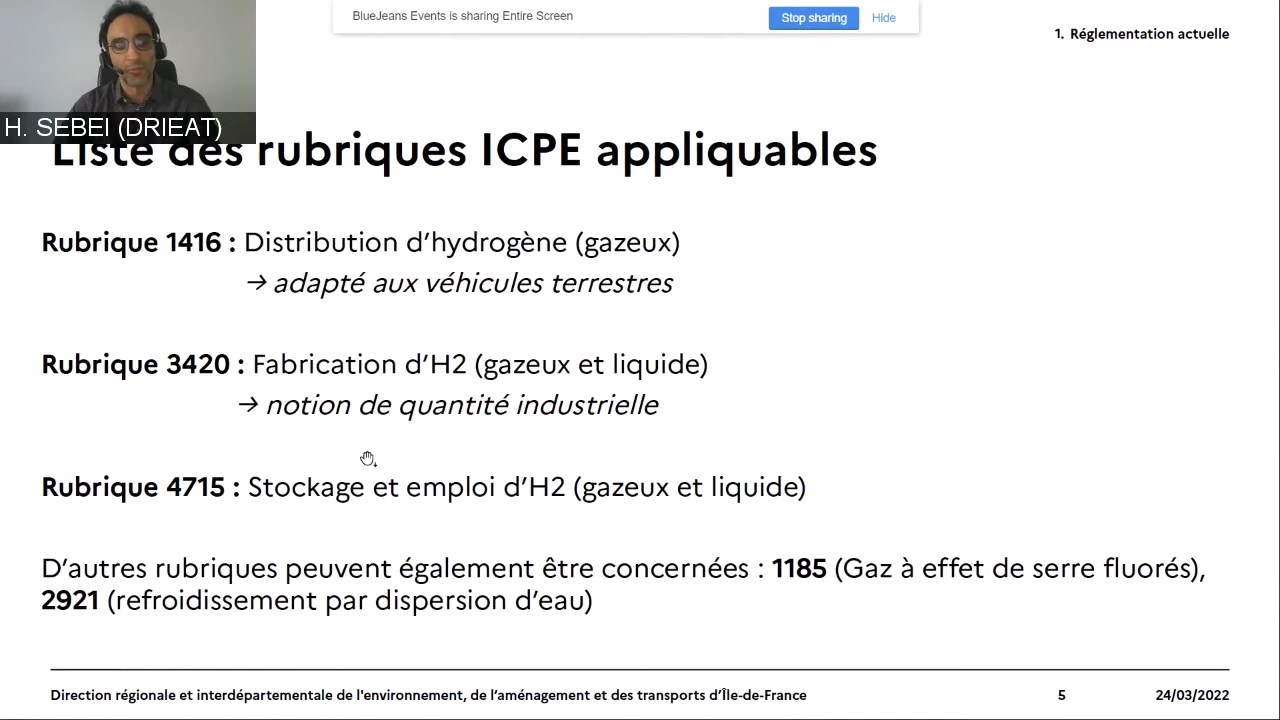 BlueJeans Events is sharing Entire Screen
Stop sharing
Hide
1. Réglementation actuelle
H. SEBEI (DRIEAT)
Liste des rubriques ICPE appliquables
Rubrique 1416 : Distribution d'hydrogène (gazeux)
→ adapté aux véhicules terrestres
Rubrique 3420 : Fabrication d'H2 (gazeux et liquide)
→ notion de quantité industrielle
Rubrique 4715 : Stockage et emploi d'H2 (gazeux et liquide)
D'autres rubriques peuvent également être concernées : 1185 (Gaz à effet de serre fluorés),
2921 (refroidissement par dispersion d'eau)
Direction régionale et interdépartementale de l'environnement, de l'aménagement et des transports d'Île-de-France
5
24/03/2022